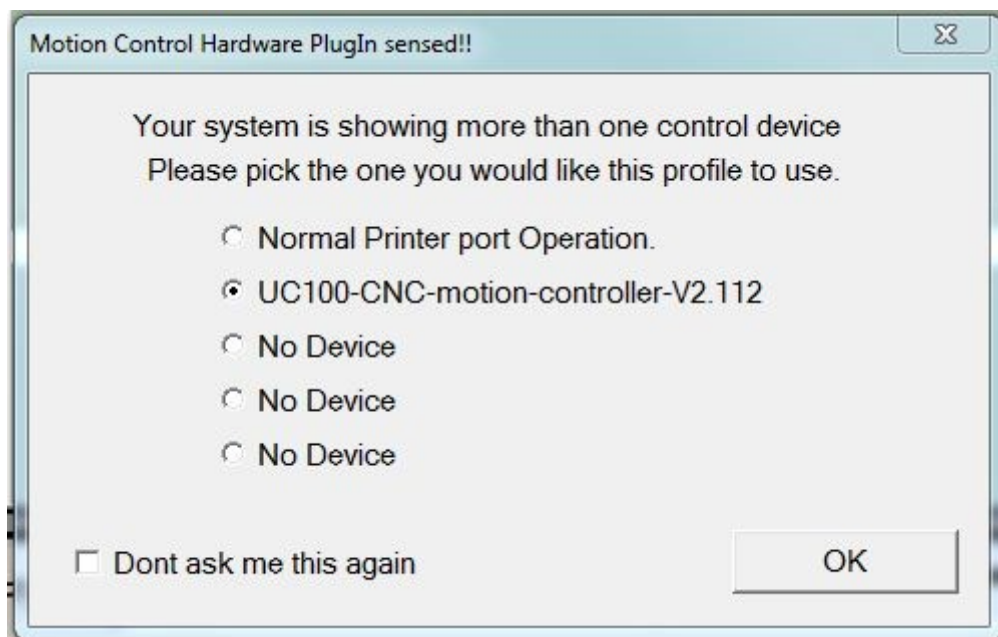 Motion Control Hardware PlugIn sensed!!
Your system is showing more than one control device
Please pick the one you would like this profile to use.
Normal Printer port Operation.
UC100-CNC-motion-controller-V2.112
No Device
No Device
No Device
Dont ask me this again
OK